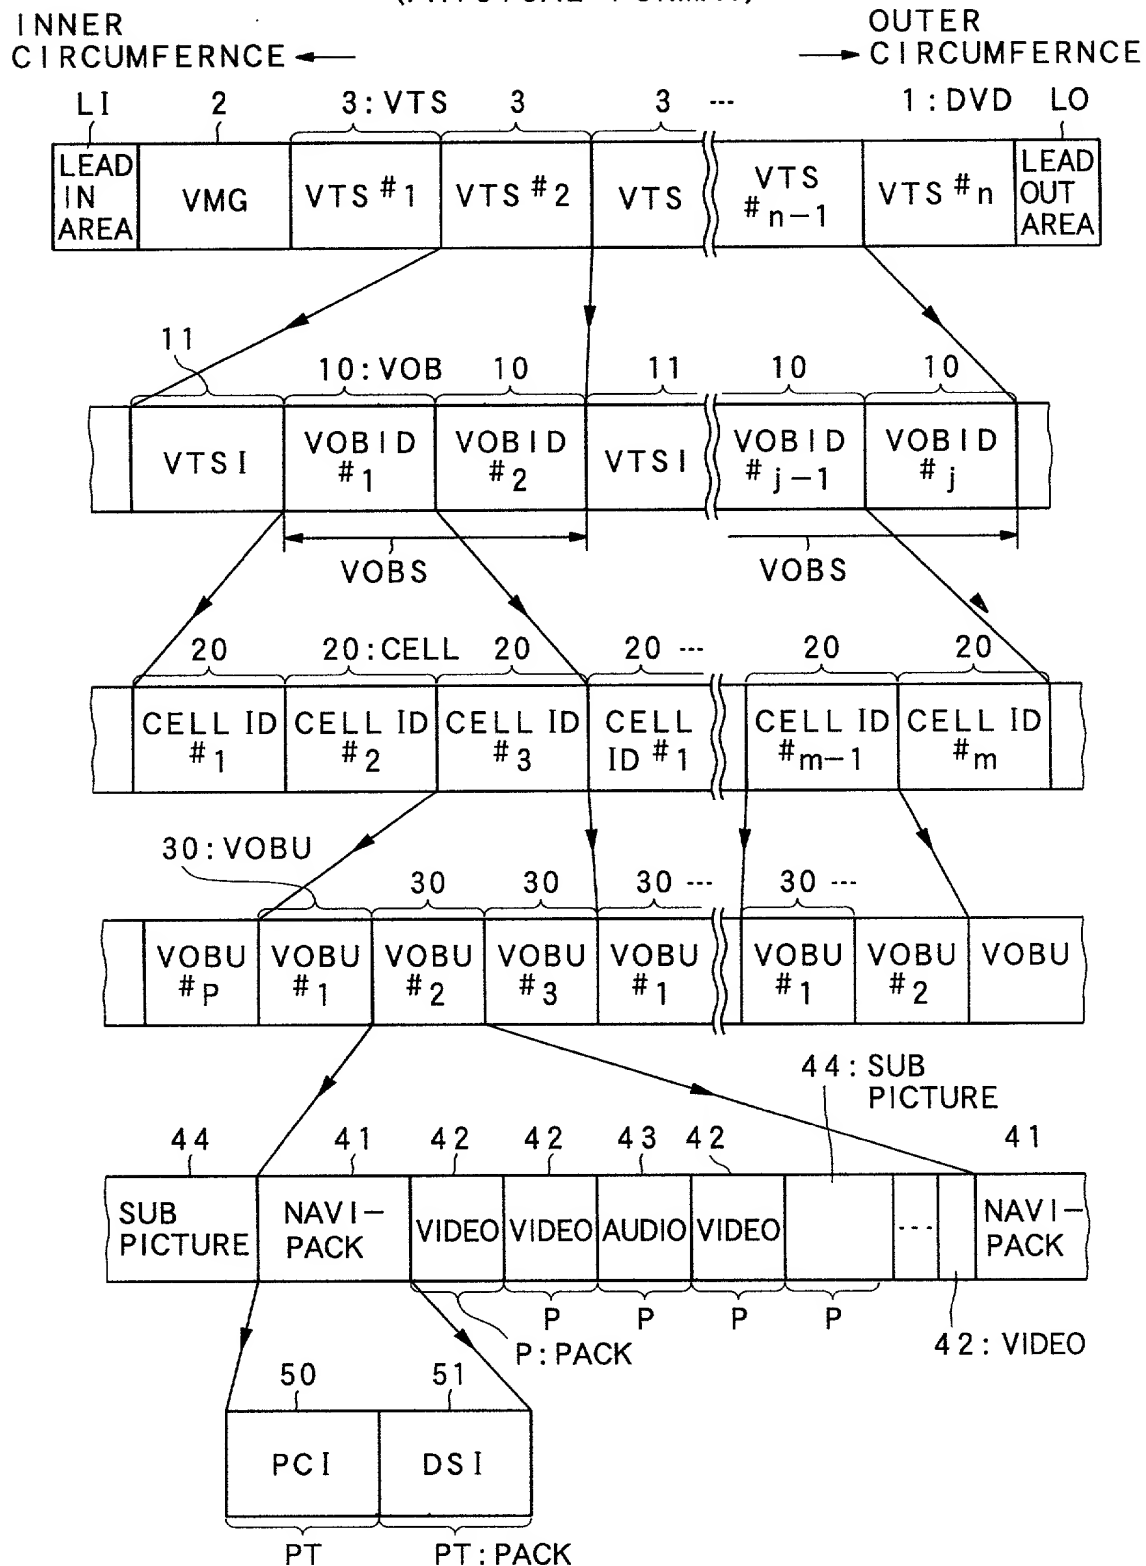 INNER
CIRCUMFERNCE
OUTER
CIRCUMFERNCE
LI 2 3:VTS 3 3 --- 1:DVD LO
LEAD IN AREA
VMG
VTS #1
VTS #2
VTS
VTS #n-1
VTS #n
LEAD OUT AREA
11 10:VOB 10 11 10 10
VTSI
VOBID #1
VOBID #2
VTSI
VOBID #j-1
VOBID #j
VOBS VOBS
20 20:CELL 20 20 --- 20 20
CELL ID #1
CELL ID #2
CELL ID #3
CELL ID #1
CELL ID #m-1
CELL ID #m
30:VOBU 30 30 30 --- 30 ---
VOBU #P
VOBU #1
VOBU #2
VOBU #3
VOBU #1
VOBU #1
VOBU #2
VOBU
44:SUB PICTURE
44 41 42 42 43 42 41
SUB PICTURE
NAVI-PACK
VIDEO
VIDEO
AUDIO
VIDEO
---
NAVI-PACK
P P P P
P:PACK
42:VIDEO
50 51
PCI DSI
PT PT:PACK